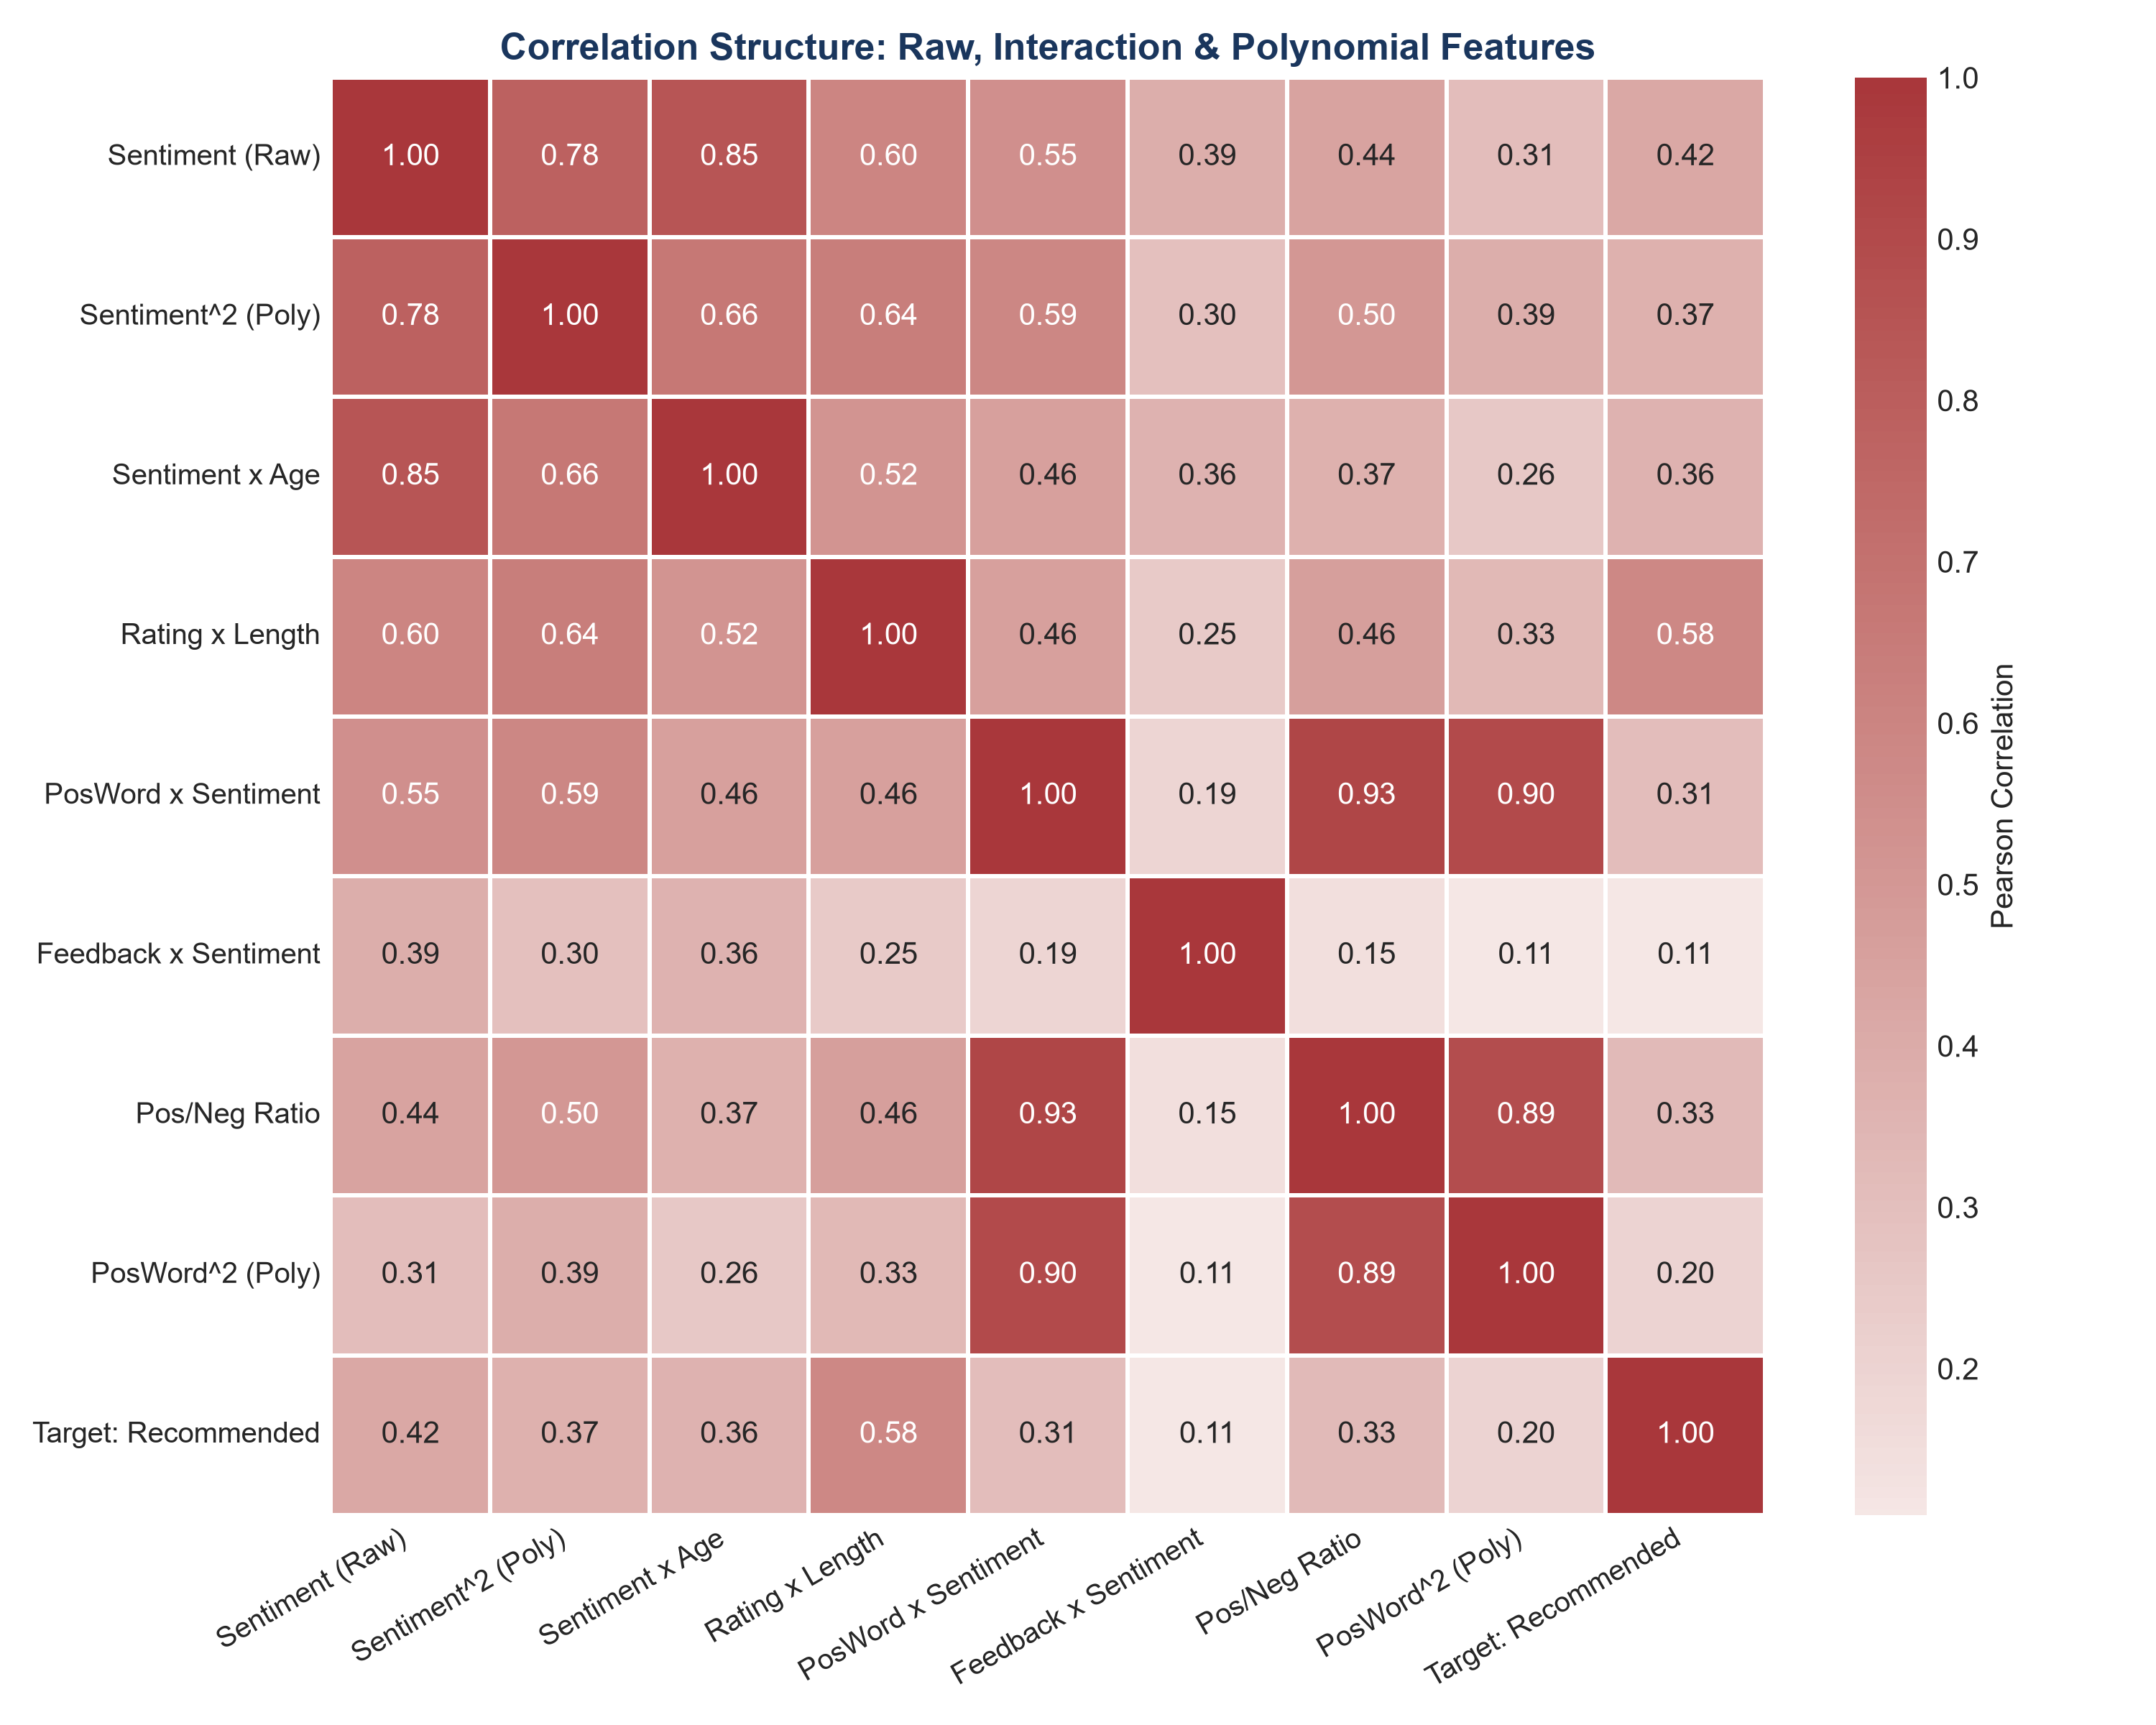 Correlation Structure: Raw, Interaction & Polynomial Features
Sentiment (Raw) 1.00 0.78 0.85 0.60 0.55 0.39 0.44 0.31 0.42
Sentiment^2 (Poly) 0.78 1.00 0.66 0.64 0.59 0.30 0.50 0.39 0.37
Sentiment x Age 0.85 0.66 1.00 0.52 0.46 0.36 0.37 0.26 0.36
Rating x Length 0.60 0.64 0.52 1.00 0.46 0.25 0.46 0.33 0.58
PosWord x Sentiment 0.55 0.59 0.46 0.46 1.00 0.19 0.93 0.90 0.31
Feedback x Sentiment 0.39 0.30 0.36 0.25 0.19 1.00 0.15 0.11 0.11
Pos/Neg Ratio 0.44 0.50 0.37 0.46 0.93 0.15 1.00 0.89 0.33
PosWord^2 (Poly) 0.31 0.39 0.26 0.33 0.90 0.11 0.89 1.00 0.20
Target: Recommended 0.42 0.37 0.36 0.58 0.31 0.11 0.33 0.20 1.00
Sentiment (Raw)
Sentiment^2 (Poly)
Sentiment x Age
Rating x Length
PosWord x Sentiment
Feedback x Sentiment
Pos/Neg Ratio
PosWord^2 (Poly)
Target: Recommended
1.0
0.9
0.8
0.7
0.6
0.5
0.4
0.3
0.2
Pearson Correlation